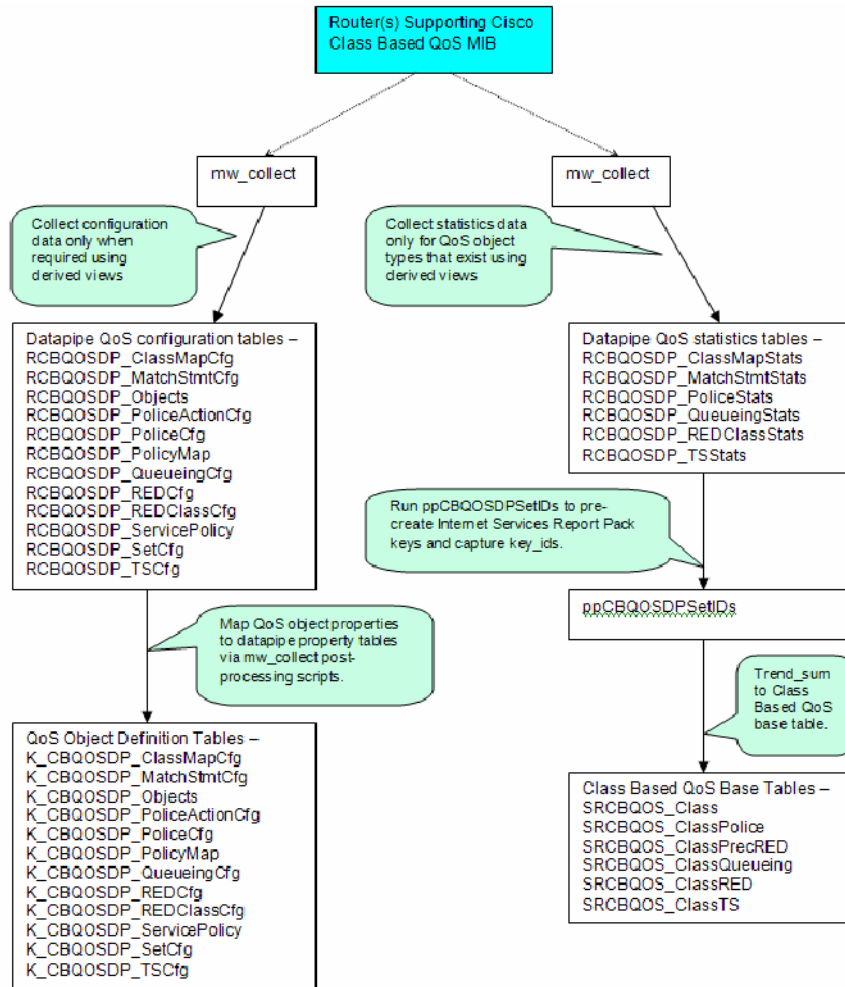 Router(s) Supporting Cisco
Class Based QoS MIB
mw_collect
mw_collect
Collect configuration
data only when
required using
derived views
Collect statistics data
only for QoS object
types that exist using
derived views
Datapipe QoS configuration tables –
RCBQOSDP_ClassMapCfg
RCBQOSDP_MatchStmtCfg
RCBQOSDP_Objects
RCBQOSDP_PoliceActionCfg
RCBQOSDP_PoliceCfg
RCBQOSDP_PolicyMap
RCBQOSDP_QueueingCfg
RCBQOSDP_REDCfg
RCBQOSDP_REDClassCfg
RCBQOSDP_ServicePolicy
RCBQOSDP_SetCfg
RCBQOSDP_TSCfg
Datapipe QoS statistics tables –
RCBQOSDP_ClassMapStats
RCBQOSDP_MatchStmtStats
RCBQOSDP_PoliceStats
RCBQOSDP_QueueingStats
RCBQOSDP_REDClassStats
RCBQOSDP_TSStats
Run ppCBQOSDPSetIDs to pre-
create Internet Services Report Pack
keys and capture key_ids.
ppCBQOSDPSetIDs
Map QoS object properties
to datapipe property tables
via mw_collect post-
processing scripts.
Trend_sum
to Class
Based QoS
base table.
QoS Object Definition Tables –
K_CBQOSDP_ClassMapCfg
K_CBQOSDP_MatchStmtCfg
K_CBQOSDP_Objects
K_CBQOSDP_PoliceActionCfg
K_CBQOSDP_PoliceCfg
K_CBQOSDP_PolicyMap
K_CBQOSDP_QueueingCfg
K_CBQOSDP_REDCfg
K_CBQOSDP_REDClassCfg
K_CBQOSDP_ServicePolicy
K_CBQOSDP_SetCfg
K_CBQOSDP_TSCfg
Class Based QoS Base Tables –
SRCBQOS_Class
SRCBQOS_ClassPolice
SRCBQOS_ClassPrecRED
SRCBQOS_ClassQueueing
SRCBQOS_ClassRED
SRCBQOS_ClassTS